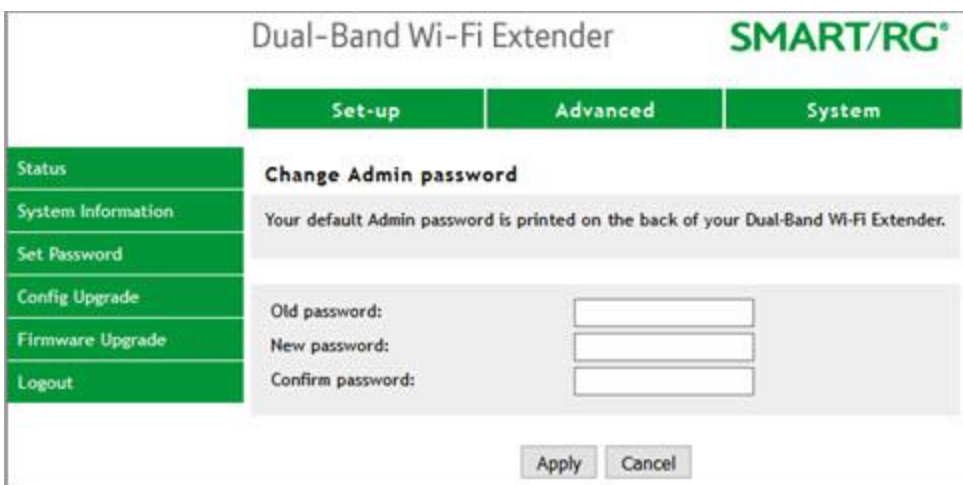 Dual-Band Wi-Fi Extender
SMART/RG®
Set-up
Advanced
System
Status
System Information
Set Password
Config Upgrade
Firmware Upgrade
Logout
Change Admin password
Your default Admin password is printed on the back of your Dual-Band Wi-Fi Extender.
Old password:
New password:
Confirm password:
Apply
Cancel